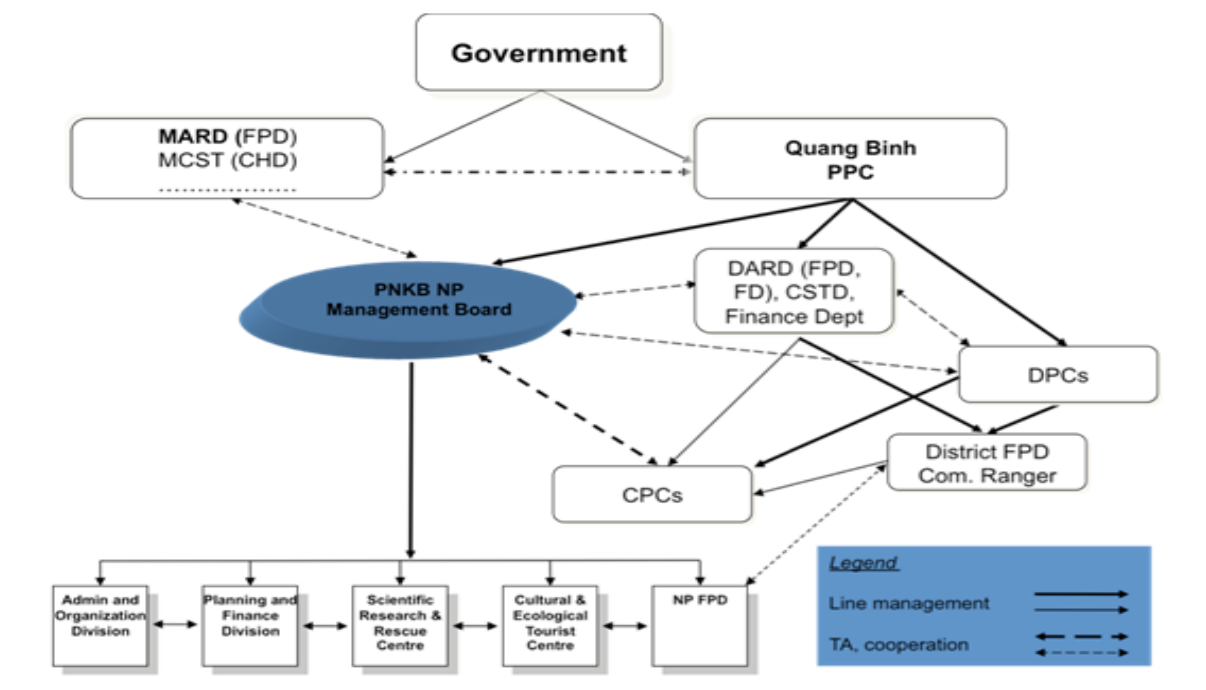 Government
MARD (FPD)
MCST (CHD)
...................
Quang Binh
PPC
PNKB NP
Management Board
DARD (FPD,
FD), CSTD,
Finance Dept
DPCs
District FPD
Com. Ranger
CPCs
Admin and
Organization
Division
Planning and
Finance
Division
Scientific
Research &
Rescue
Centre
Cultural &
Ecological
Tourist
Centre
NP FPD
Legend
Line management
TA, cooperation